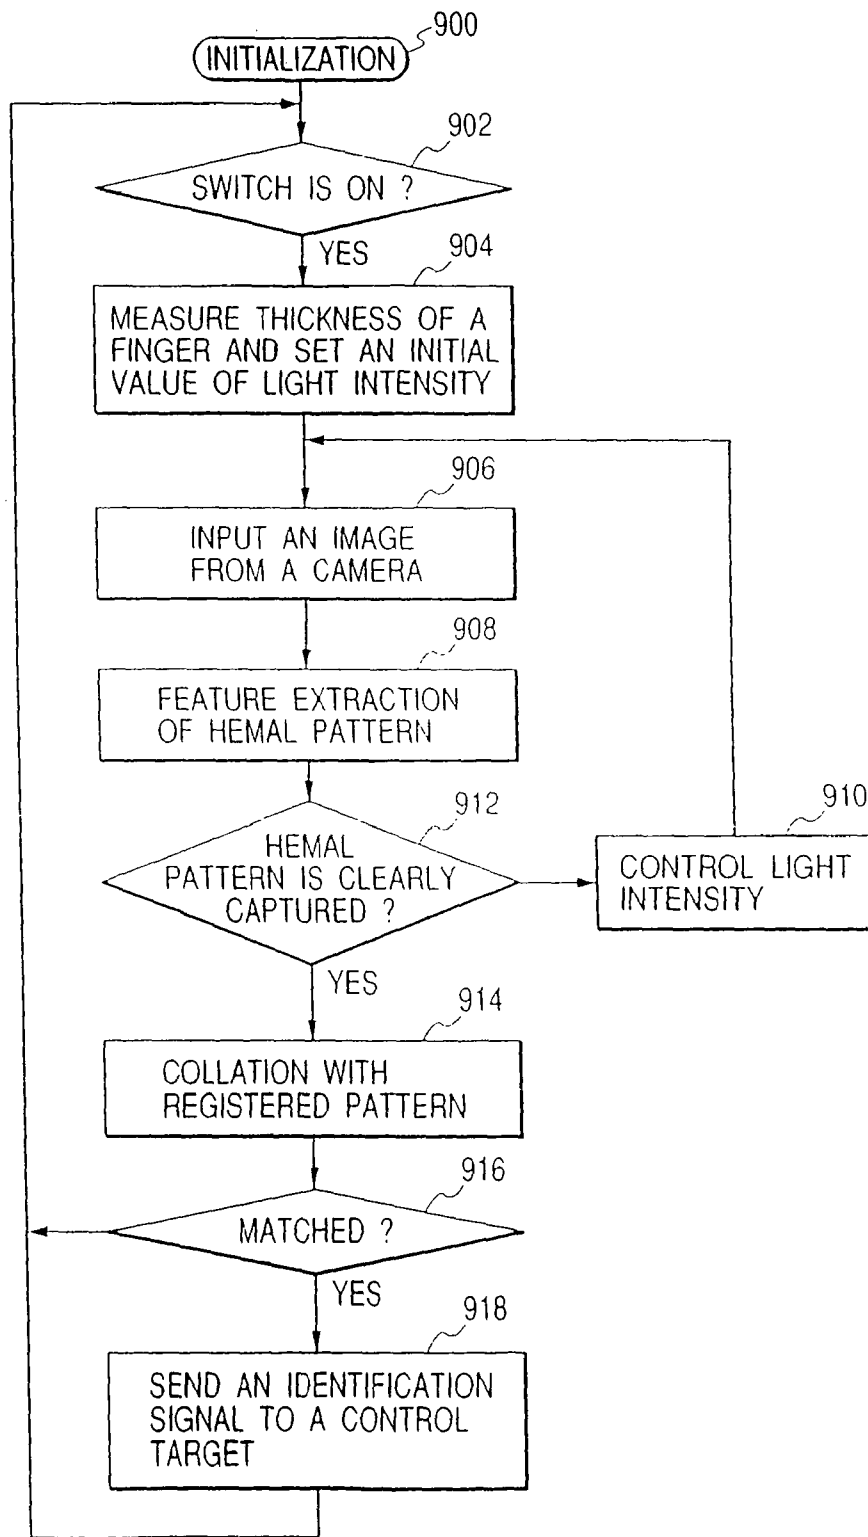 900
INITIALIZATION
902
SWITCH IS ON ?
YES
904
MEASURE THICKNESS OF A
FINGER AND SET AN INITIAL
VALUE OF LIGHT INTENSITY
906
INPUT AN IMAGE
FROM A CAMERA
908
FEATURE EXTRACTION
OF HEMAL PATTERN
912
HEMAL
PATTERN IS CLEARLY
CAPTURED ?
910
CONTROL LIGHT
INTENSITY
YES
914
COLLATION WITH
REGISTERED PATTERN
916
MATCHED ?
YES
918
SEND AN IDENTIFICATION
SIGNAL TO A CONTROL
TARGET